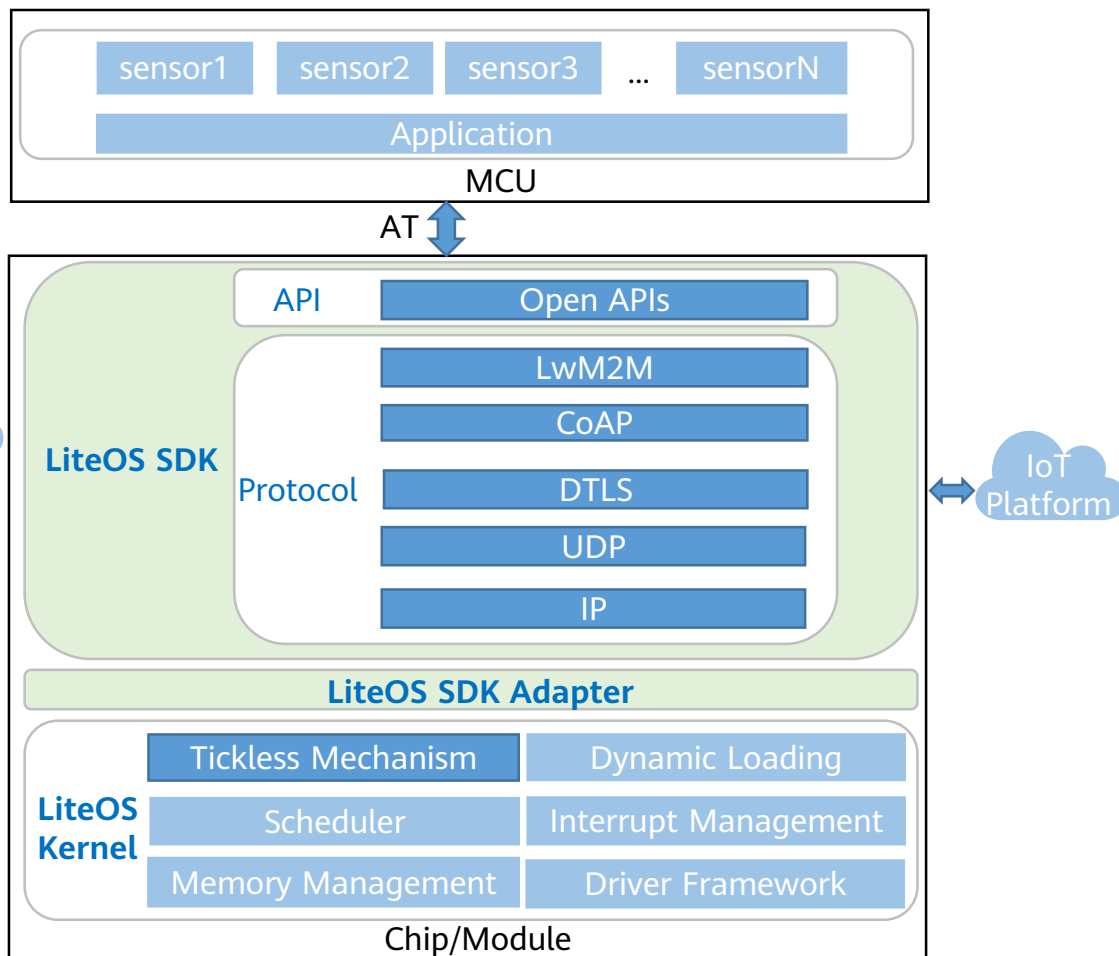 sensor1 sensor2 sensor3 ... sensorN
Application
MCU
AT
API
Open APIs
LwM2M
CoAP
LiteOS SDK
Protocol
DTLS
UDP
IP
IoT
Platform
LiteOS SDK Adapter
LiteOS
Kernel
Tickless Mechanism
Dynamic Loading
Scheduler
Interrupt Management
Memory Management
Driver Framework
Chip/Module